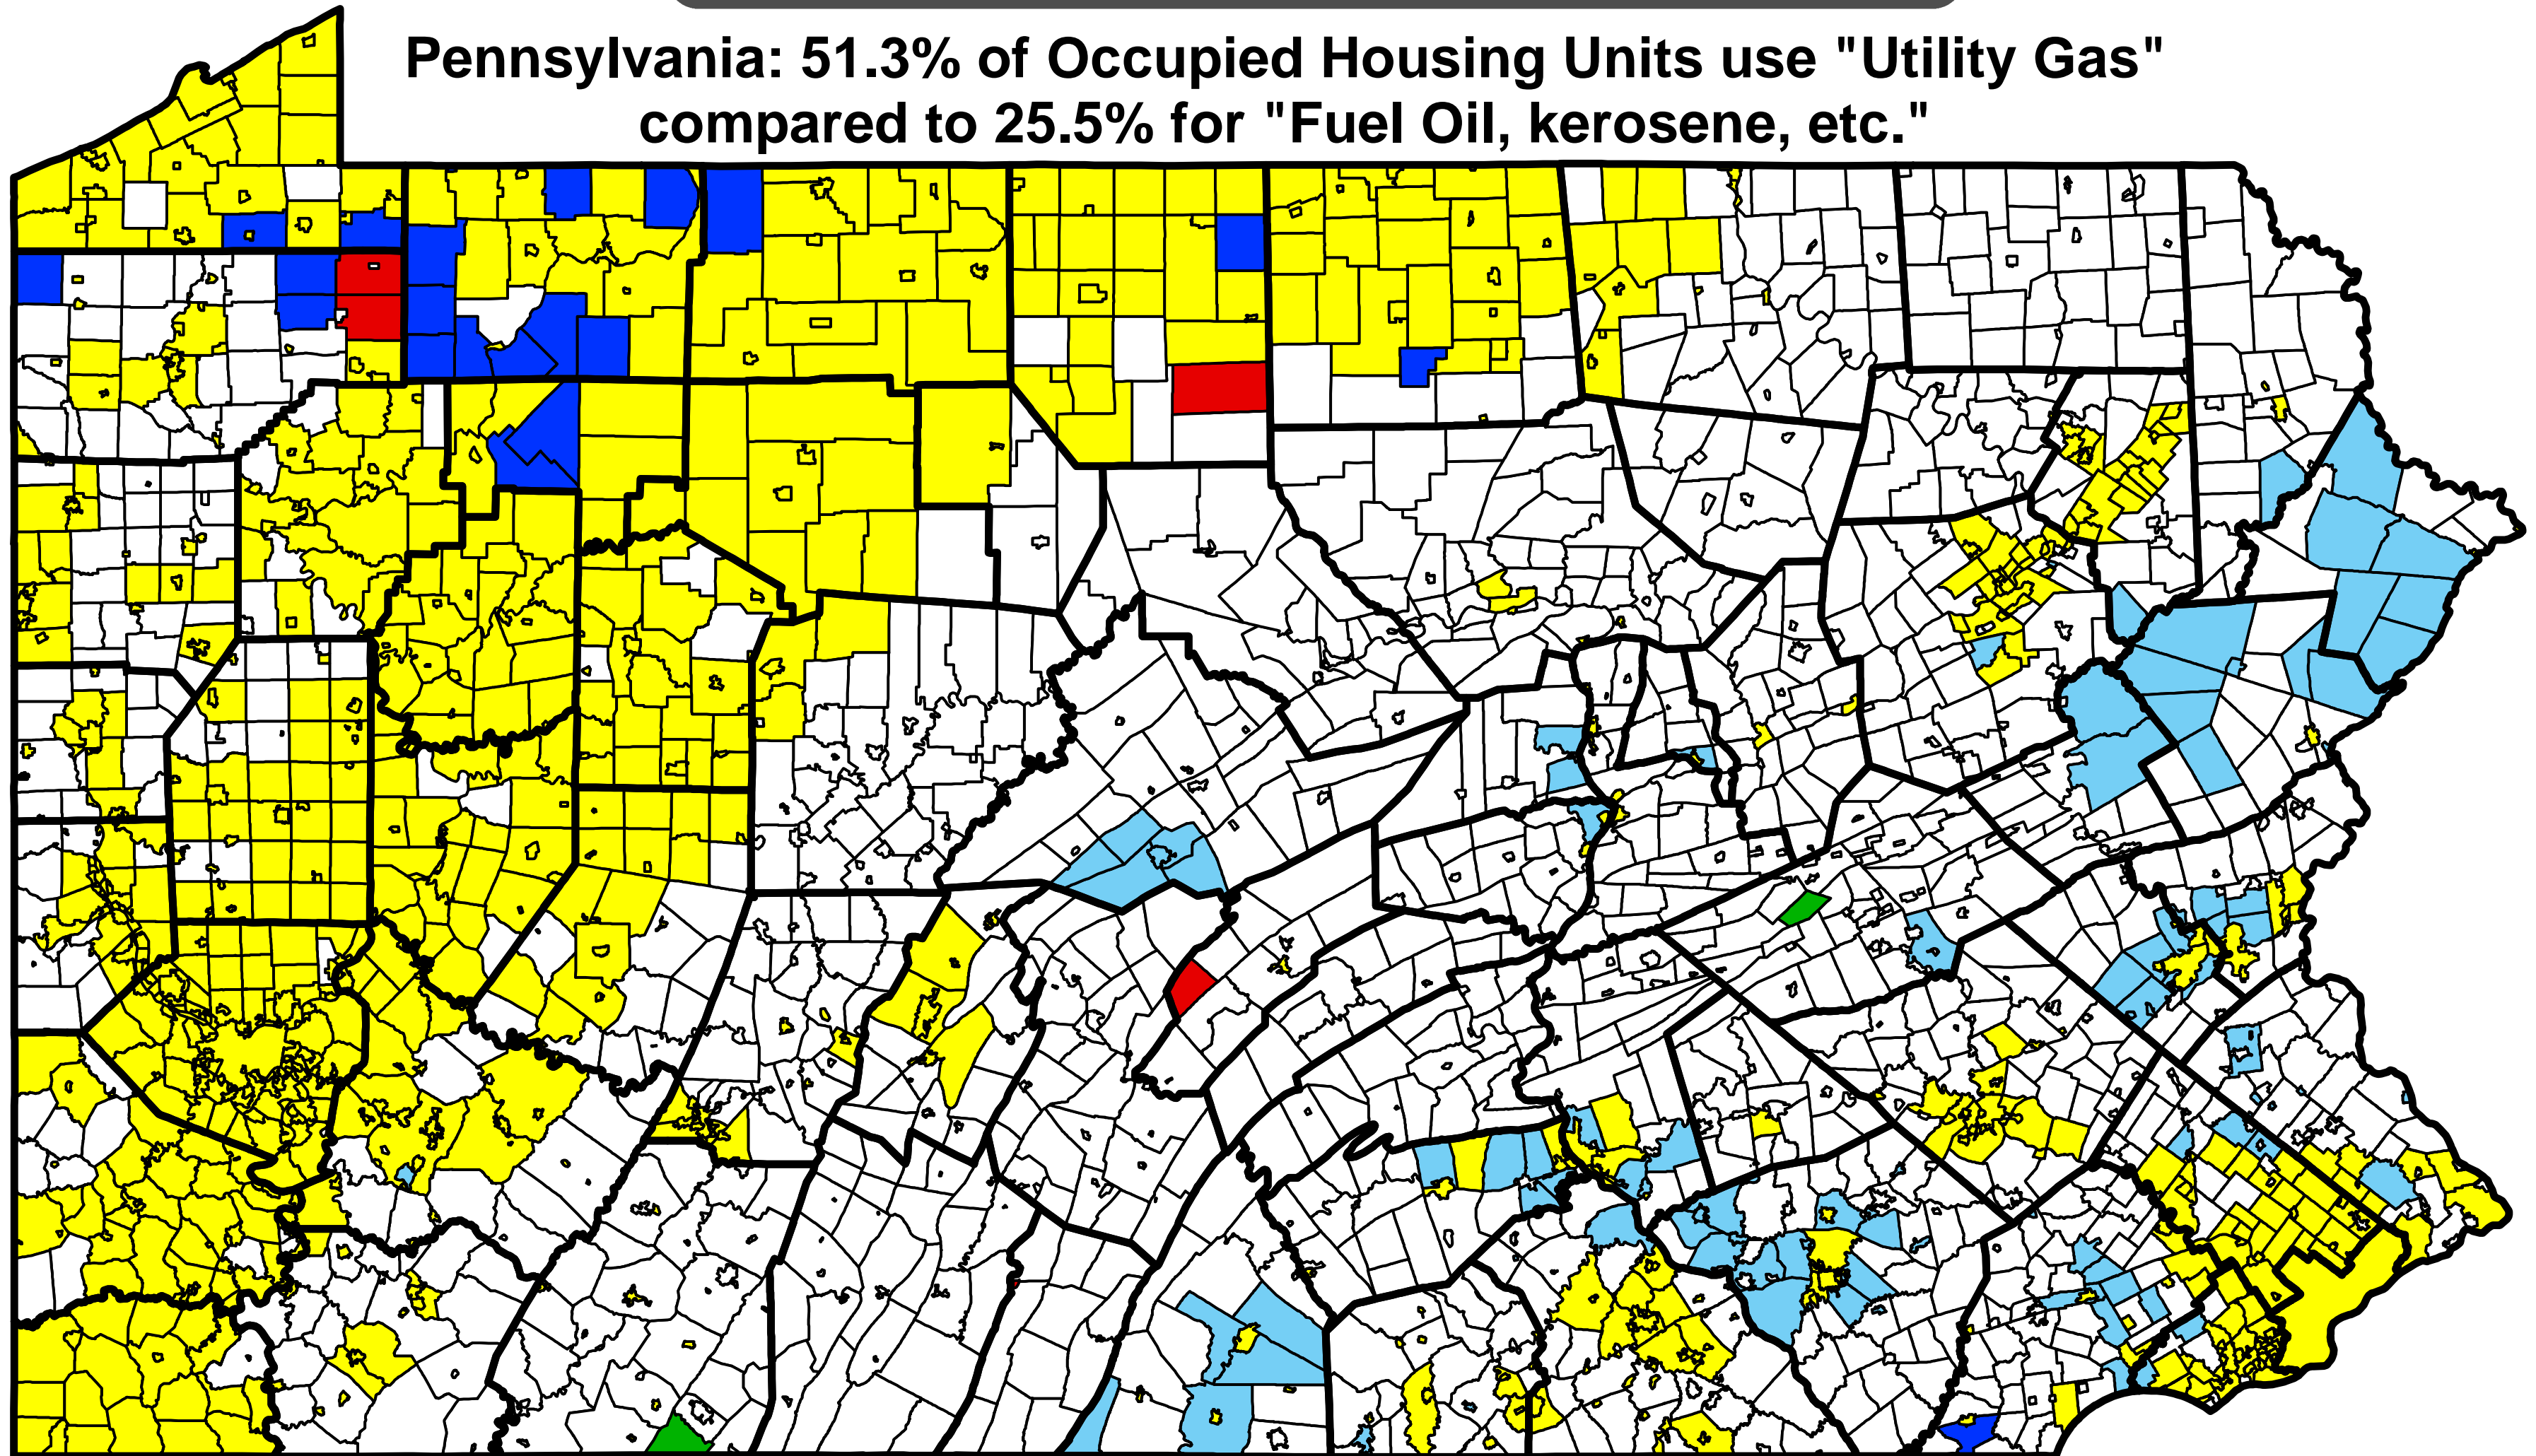 Pennsylvania: 51.3% of Occupied Housing Units use "Utility Gas"
compared to 25.5% for "Fuel Oil, kerosene, etc."